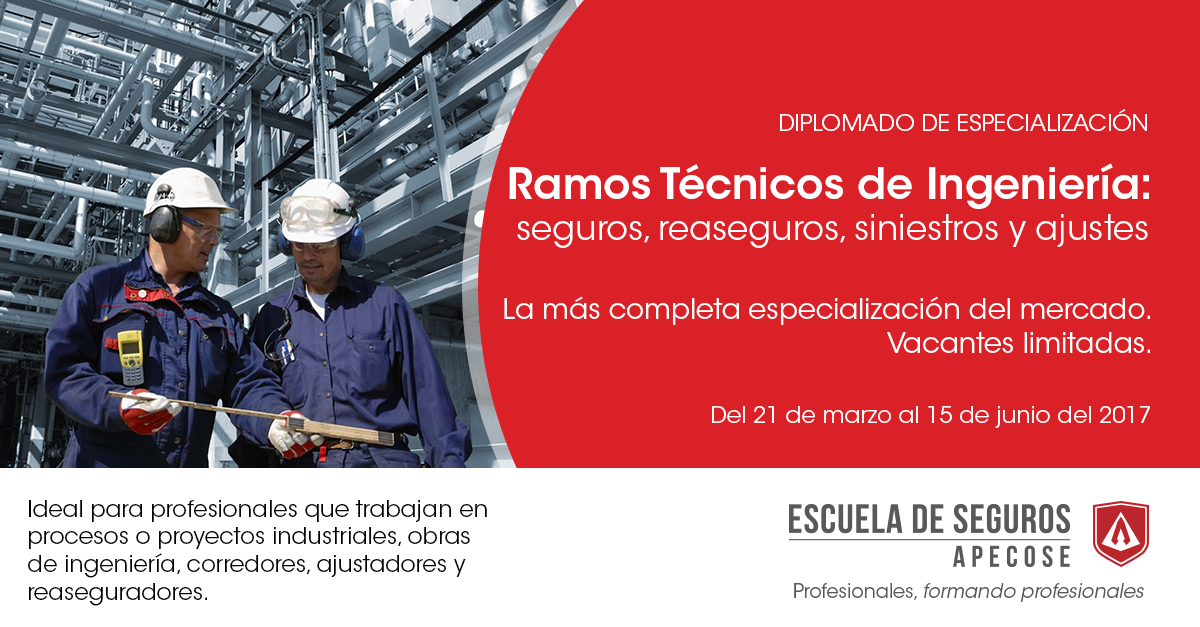 DIPLOMADO DE ESPECIALIZACIÓN
Ramos Técnicos de Ingeniería:
seguros, reaseguros, siniestros y ajustes
La más completa especialización del mercado.
Vacantes limitadas.
Del 21 de marzo al 15 de junio del 2017
Ideal para profesionales que trabajan en
procesos o proyectos industriales, obras
de ingeniería, corredores, ajustadores y
reaseguradores.
ESCUELA DE SEGUROS
APECOSE
Profesionales, formando profesionales